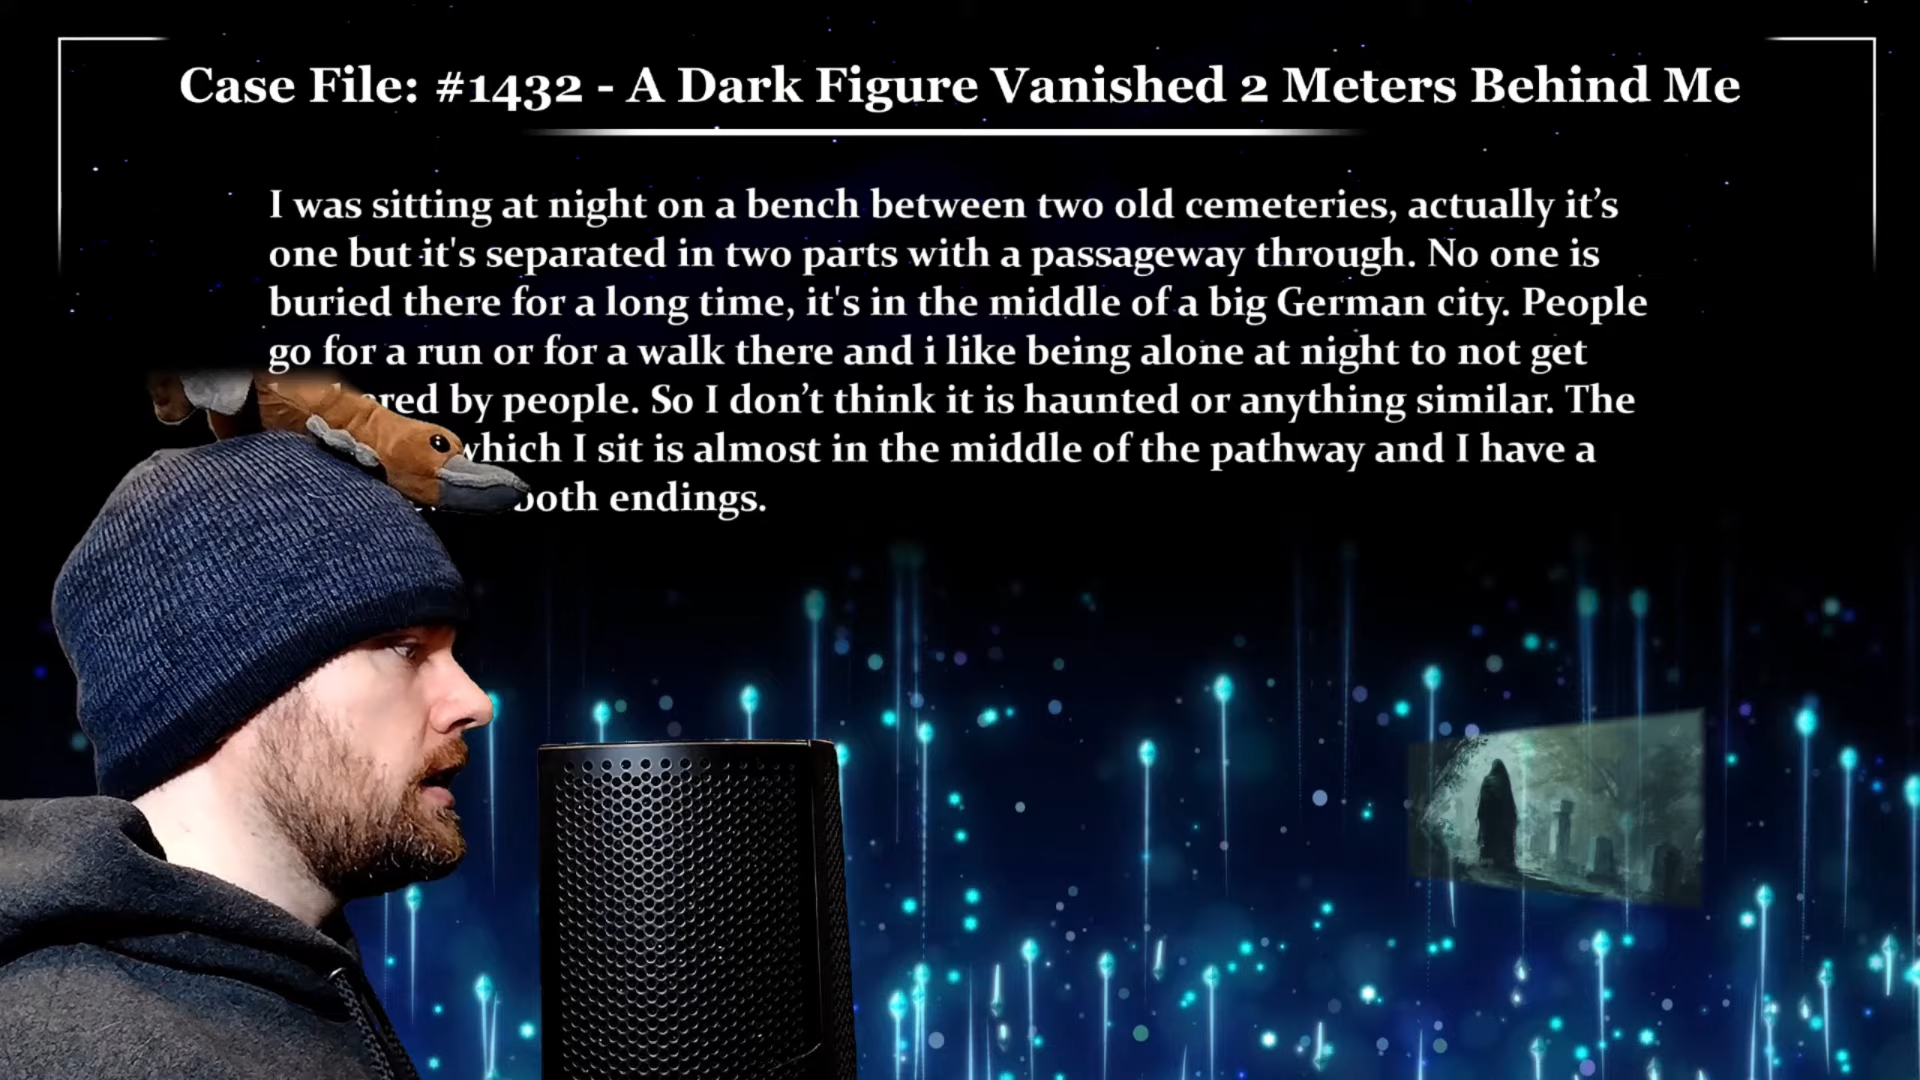 Case File: #1432 - A Dark Figure Vanished 2 Meters Behind Me
I was sitting at night on a bench between two old cemeteries, actually it’s
one but it's separated in two parts with a passageway through. No one is
buried there for a long time, it's in the middle of a big German city. People
go for a run or for a walk there and i like being alone at night to not get
by people. So I don’t think it is haunted or anything similar. The
which I sit is almost in the middle of the pathway and I have a
both endings.